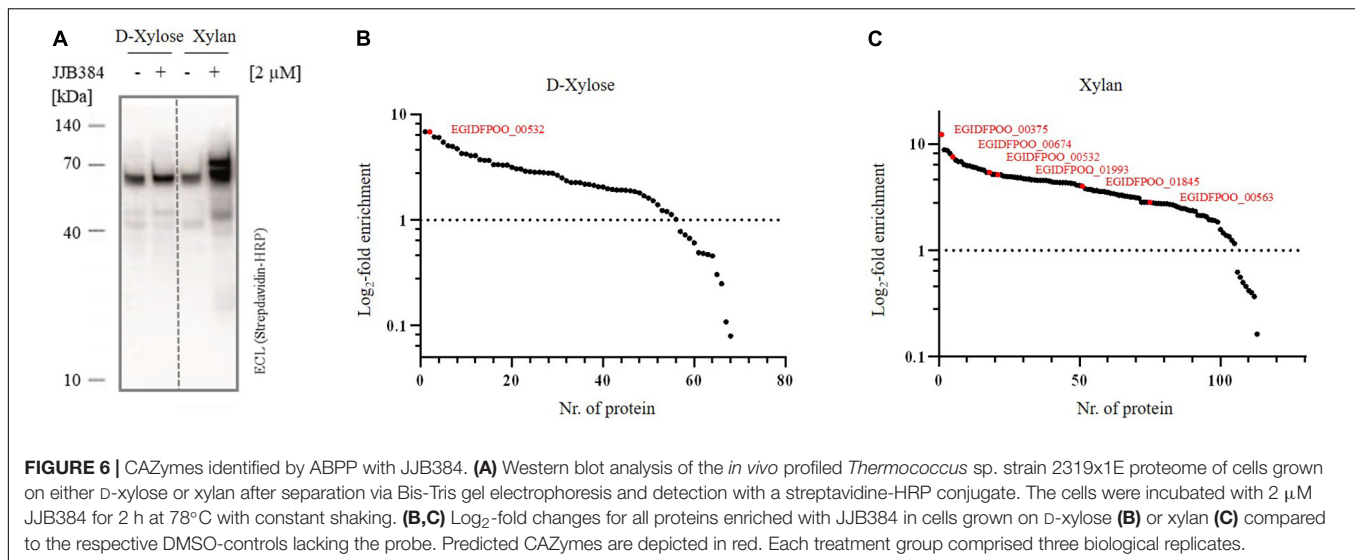 A
D-Xylose Xylan
JJB384 - + - + [2 μM]
[kDa]
140
70
40
10
ECL (Strepdavidin-HRP)
B
D-Xylose
Log2-fold enrichment
10
1
0.1
EGIDFPOO_00532
0 20 40 60 80
Nr. of protein
C
Xylan
Log2-fold enrichment
10
1
0.1
EGIDFPOO_00375
EGIDFPOO_00674
EGIDFPOO_00532
EGIDFPOO_01993
EGIDFPOO_01845
EGIDFPOO_00563
0 50 100
Nr. of protein
FIGURE 6 | CAZymes identified by ABPP with JJB384. (A) Western blot analysis of the in vivo profiled Thermococcus sp. strain 2319x1E proteome of cells grown
on either D-xylose or xylan after separation via Bis-Tris gel electrophoresis and detection with a streptavidine-HRP conjugate. The cells were incubated with 2 μM
JJB384 for 2 h at 78°C with constant shaking. (B,C) Log2-fold changes for all proteins enriched with JJB384 in cells grown on D-xylose (B) or xylan (C) compared
to the respective DMSO-controls lacking the probe. Predicted CAZymes are depicted in red. Each treatment group comprised three biological replicates.